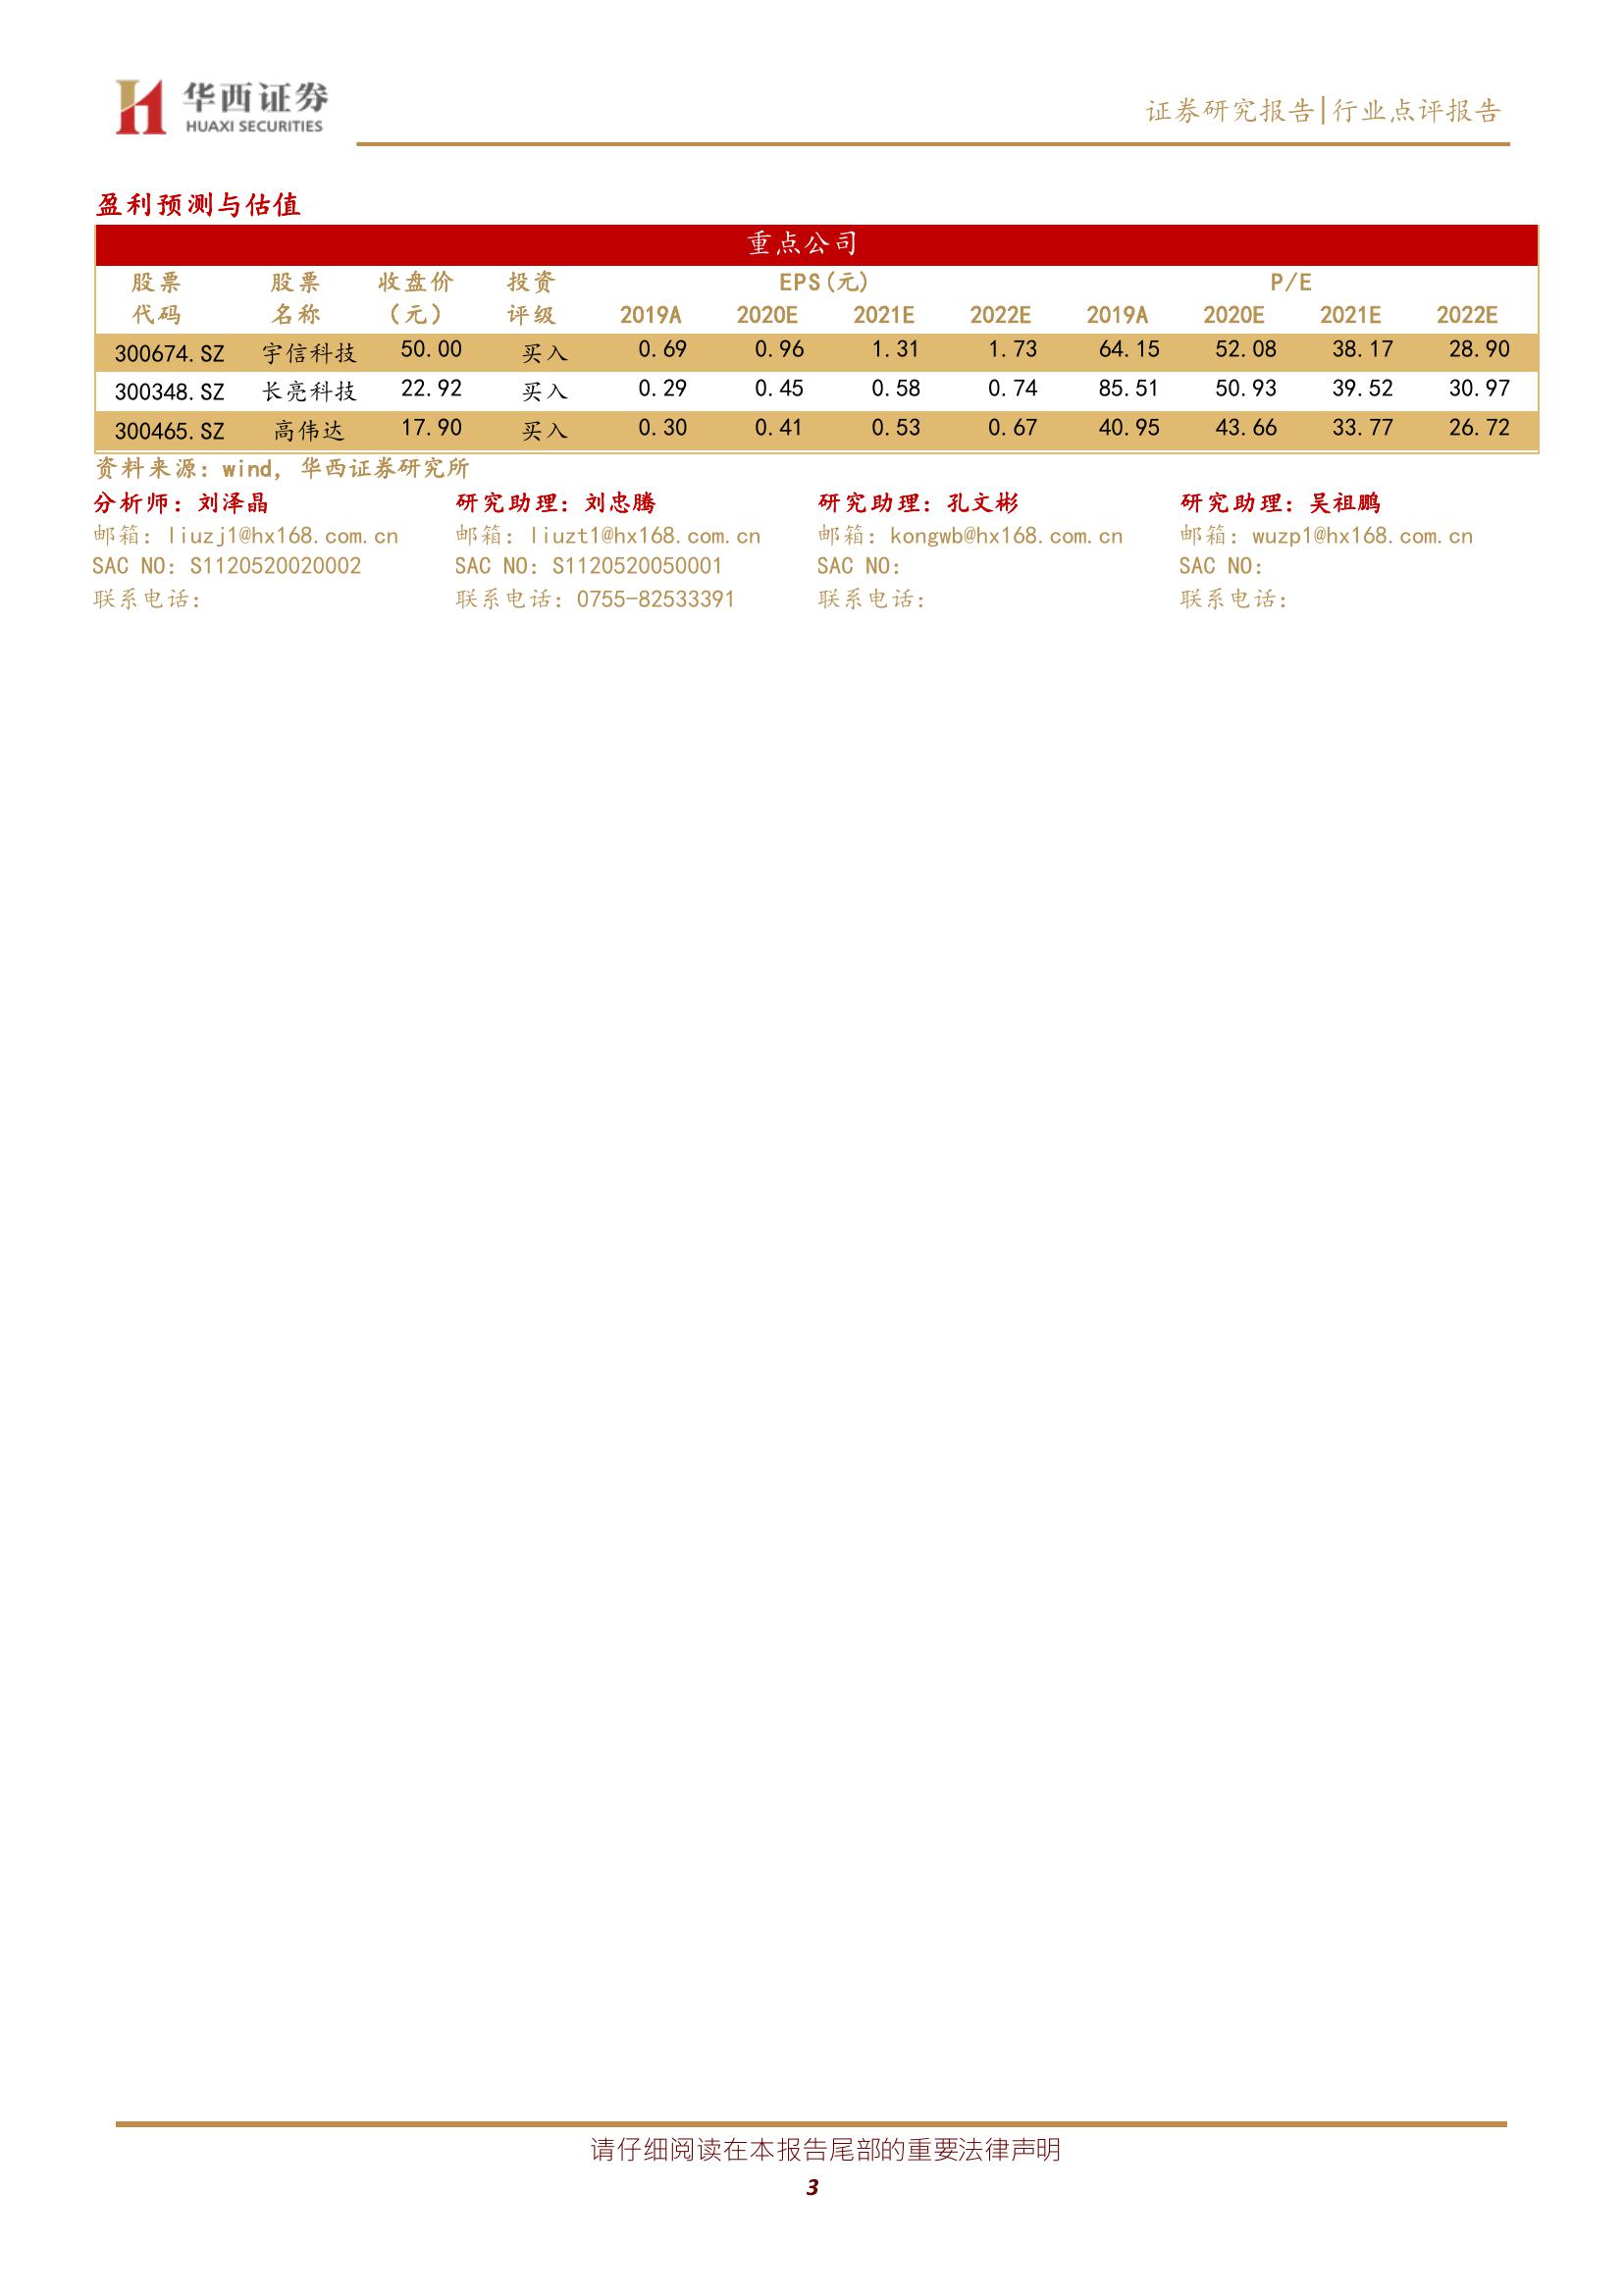 华西证券
HUAXI SECURITIES
证券研究报告|行业点评报告
盈利预测与估值
重点公司
股票 股票 收盘价 投资 EPS(元) P/E
代码 名称 （元） 评级 2019A 2020E 2021E 2022E 2019A 2020E 2021E 2022E
300674.SZ 宇信科技 50.00 买入 0.69 0.96 1.31 1.73 64.15 52.08 38.17 28.90
300348.SZ 长亮科技 22.92 买入 0.29 0.45 0.58 0.74 85.51 50.93 39.52 30.97
300465.SZ 高伟达 17.90 买入 0.30 0.41 0.53 0.67 40.95 43.66 33.77 26.72
资料来源：wind，华西证券研究所
分析师：刘泽晶 研究助理：刘忠腾 研究助理：孔文彬 研究助理：吴祖鹏
邮箱：liuzj1@hx168.com.cn 邮箱：liuzt1@hx168.com.cn 邮箱：kongwb@hx168.com.cn 邮箱：wuzp1@hx168.com.cn
SAC NO：S1120520020002 SAC NO：S1120520050001 SAC NO： SAC NO：
联系电话： 联系电话：0755-82533391 联系电话： 联系电话：
请仔细阅读在本报告尾部的重要法律声明
3